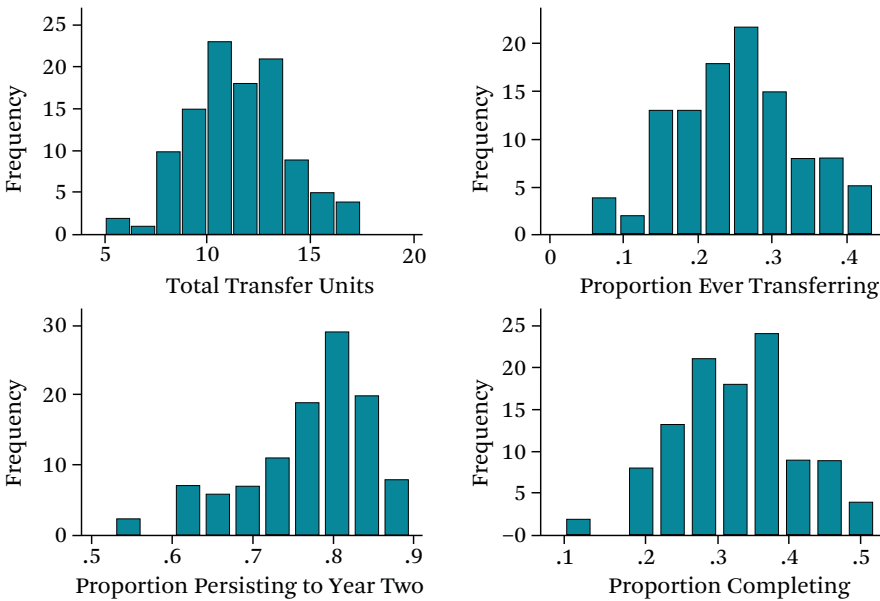 Frequency
25
20
15
10
5
0
5 10 15 20
Total Transfer Units
Frequency
20
15
10
5
0
0 .1 .2 .3 .4
Proportion Ever Transferring
Frequency
30
20
10
0
.5 .6 .7 .8 .9
Proportion Persisting to Year Two
Frequency
25
20
15
10
5
–0
.1 .2 .3 .4 .5
Proportion Completing